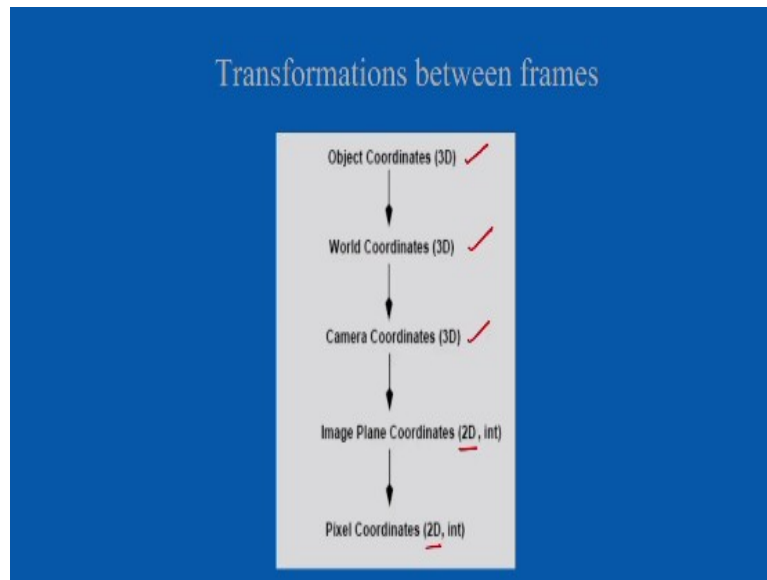 Transformations between frames
Object Coordinates (3D)
World Coordinates (3D)
Camera Coordinates (3D)
Image Plane Coordinates (2D, int)
Pixel Coordinates (2D, int)